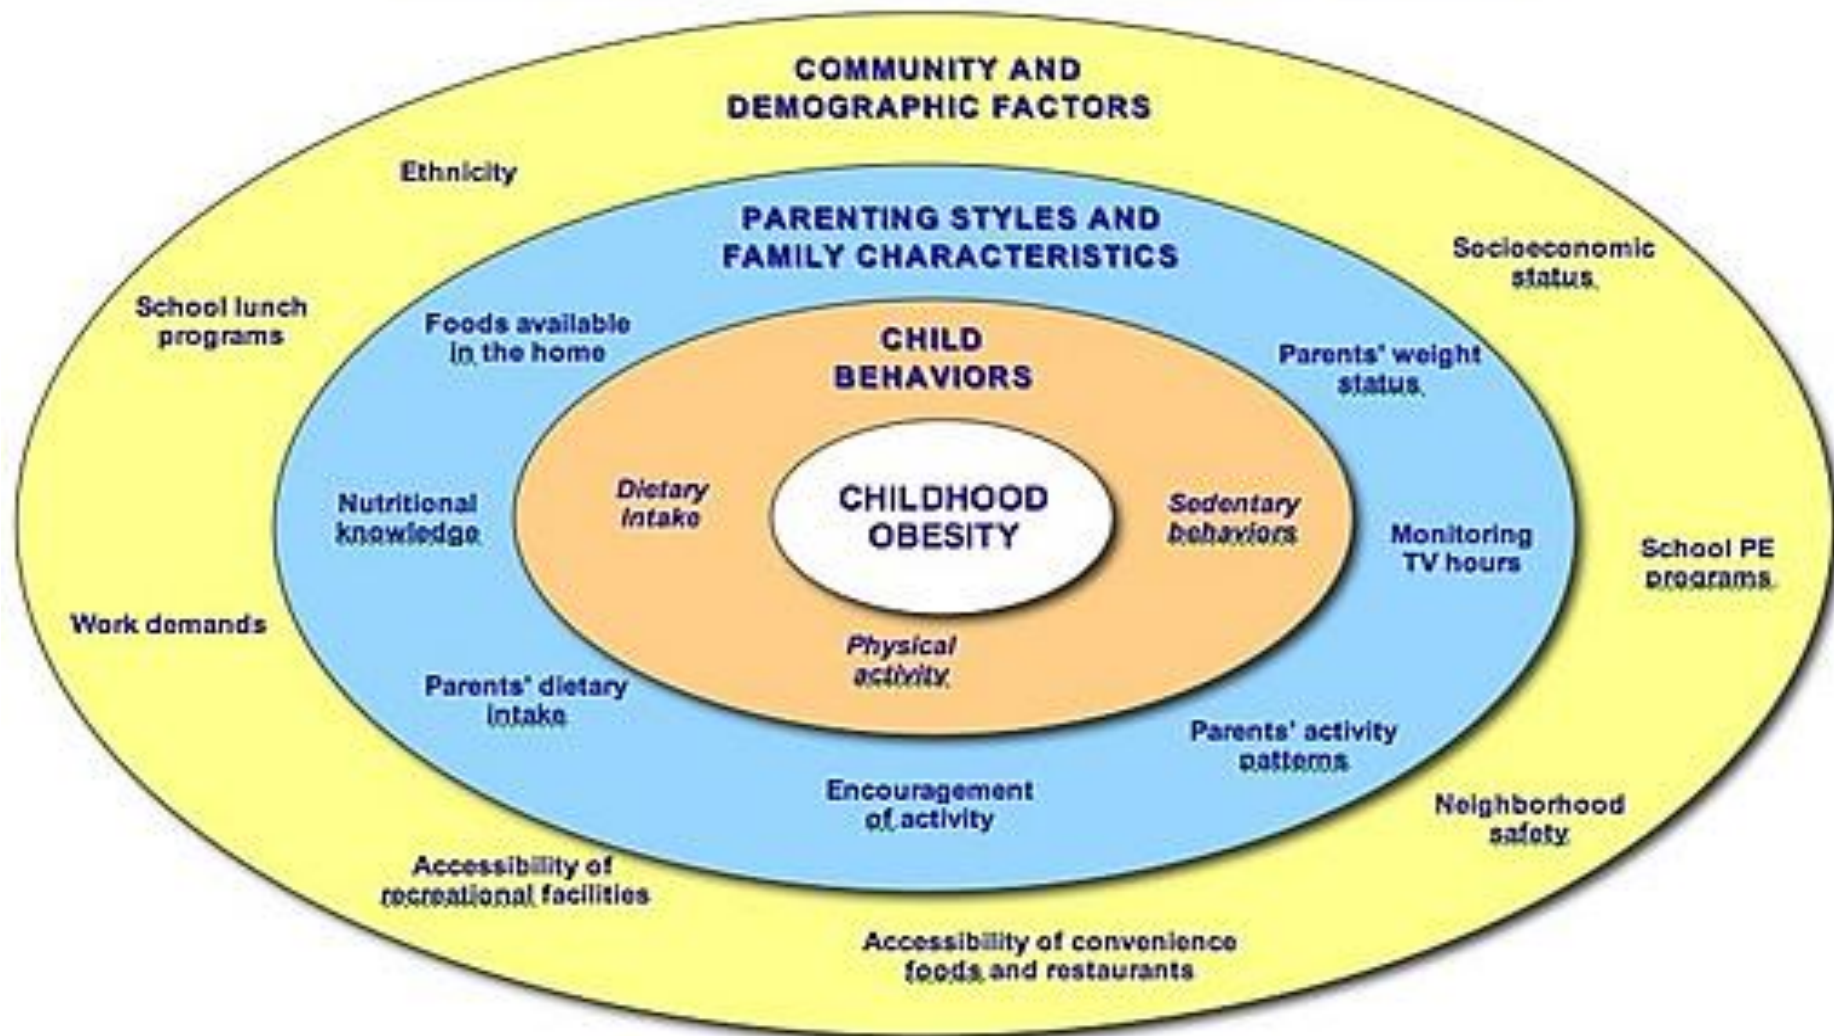 COMMUNITY AND
DEMOGRAPHIC FACTORS
Ethnicity
PARENTING STYLES AND
FAMILY CHARACTERISTICS
Socioeconomic
status
School lunch
programs
Foods available
in the home
CHILD
BEHAVIORS
Parents' weight
status
Nutritional
knowledge
Dietary
intake
CHILDHOOD
OBESITY
Sedentary
behaviors
Monitoring
TV hours
School PE
programs
Work demands
Physical
activity
Parents' dietary
intake
Parents' activity
patterns
Encouragement
of activity
Neighborhood
safety
Accessibility of
recreational facilities
Accessibility of convenience
foods and restaurants